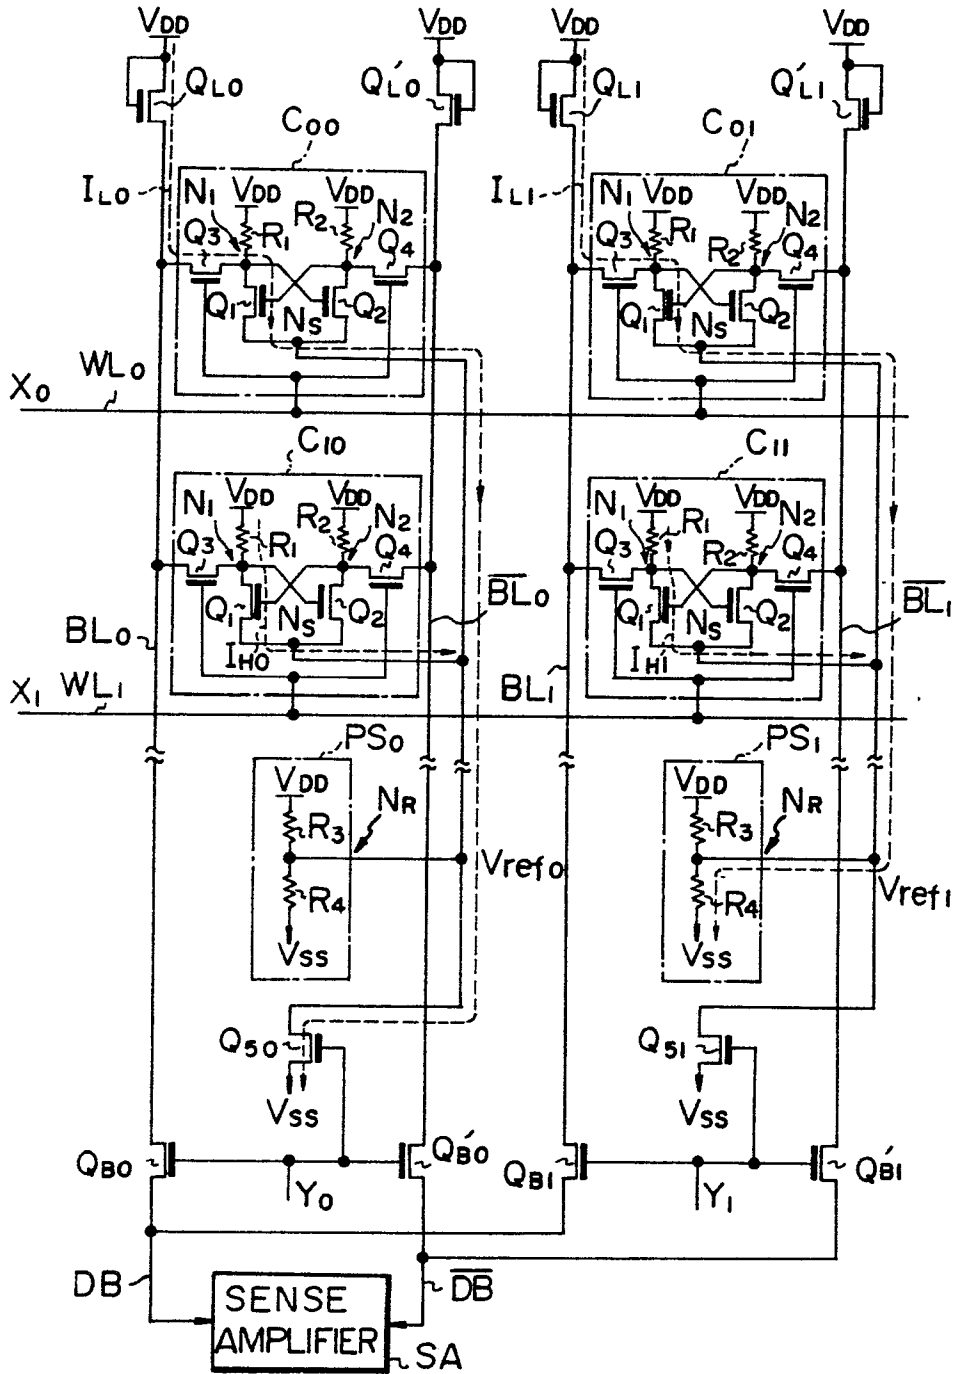 VDD VDD VDD VDD
QL0 Q'L0 QL1 Q'L1
C00 C01
IL0 N1 VDD VDD N2 IL1 N1 VDD VDD N2
Q3 R1 R2 Q4 Q3 R1 R2 Q4
Q1 NS Q2 Q1 NS Q2
X0 WL0
C10 C11
N1 VDD VDD N2 N1 VDD VDD N2
Q3 R1 R2 Q4 Q3 R1 R2 Q4
Q1 NS Q2 B̅L̅0 Q1 NS Q2 B̅L̅1
BL0 IH0 BL1 IH1
X1 WL1
PS0 PS1
VDD NR VDD NR
R3 R3
Vref0 Vref1
R4 R4
VSS VSS
Q50 Q51
VSS VSS
QB0 Q'B0 QB1 Q'B1
Y0 Y1
DB D̅B̅
SENSE
AMPLIFIER
SA